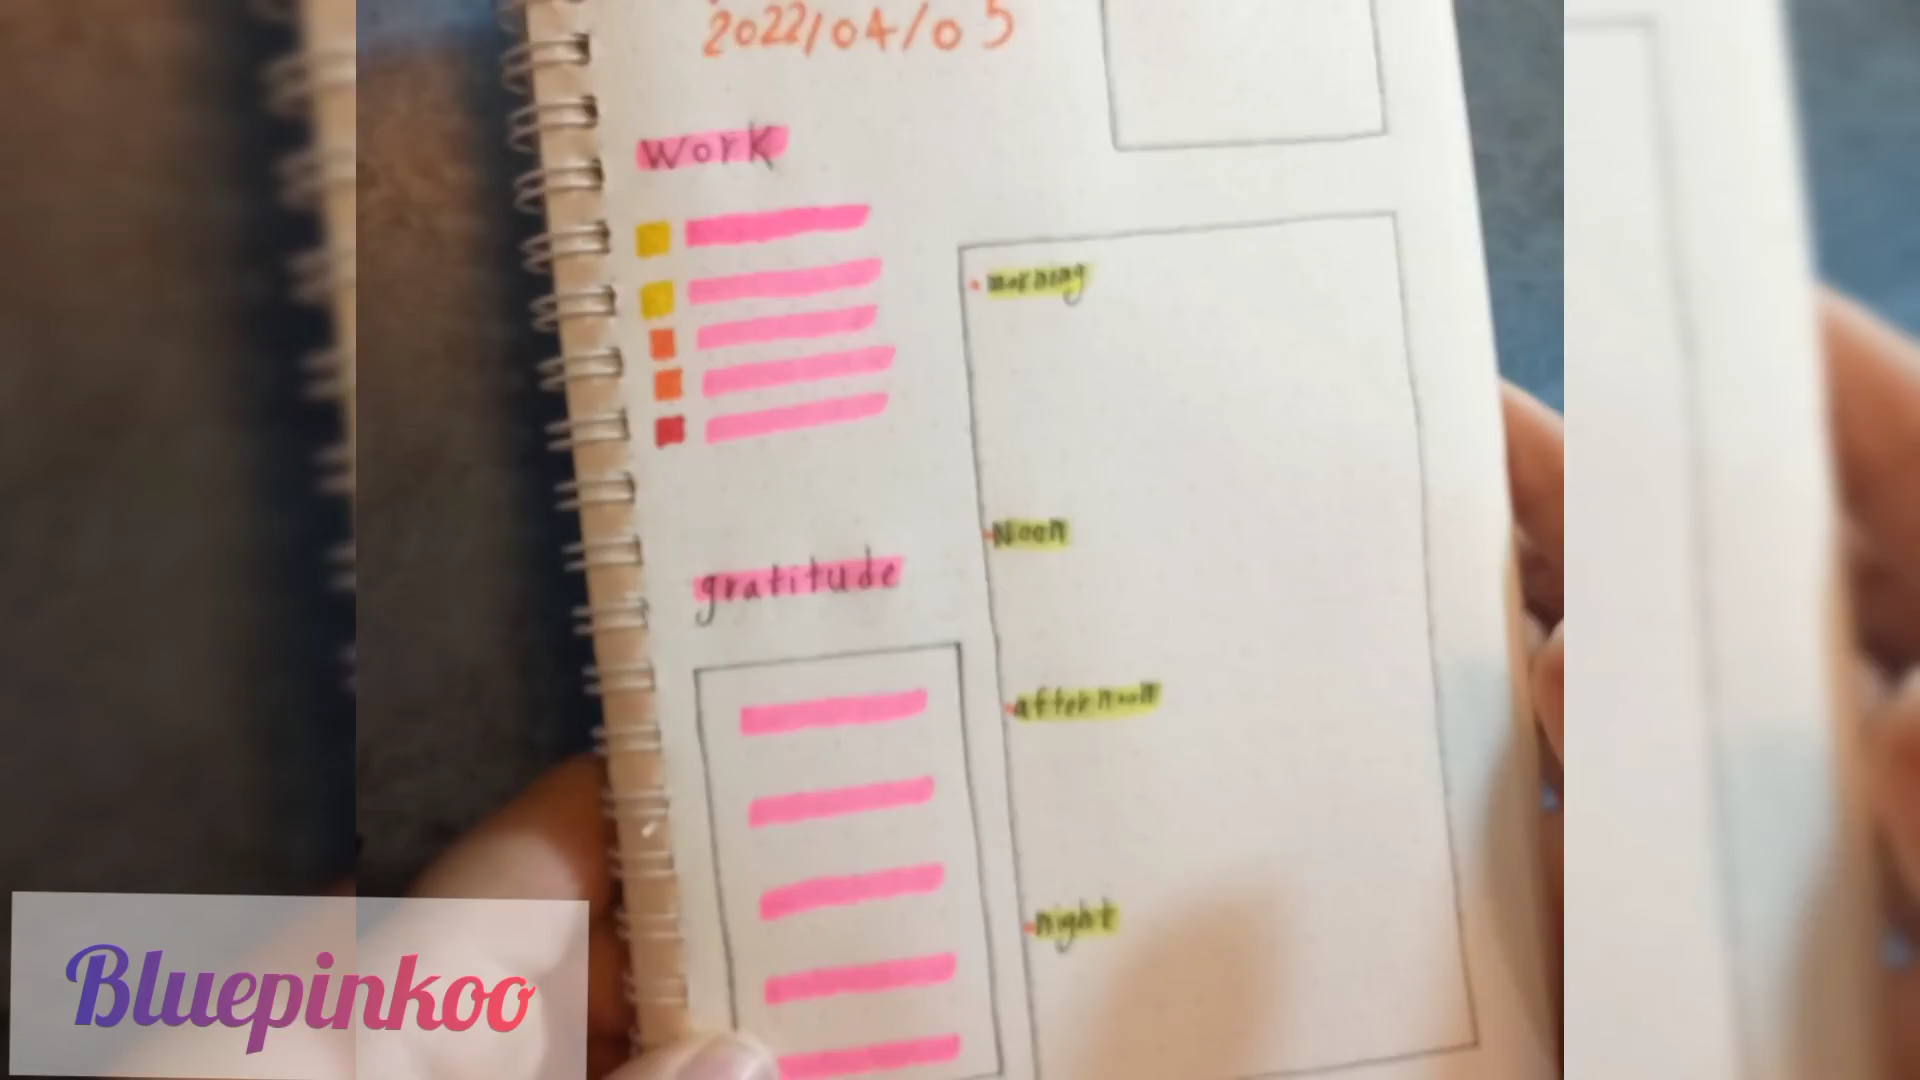 2022/04/05
Work
gratitude
morning
Noon
afternoon
night
Bluepinkoo